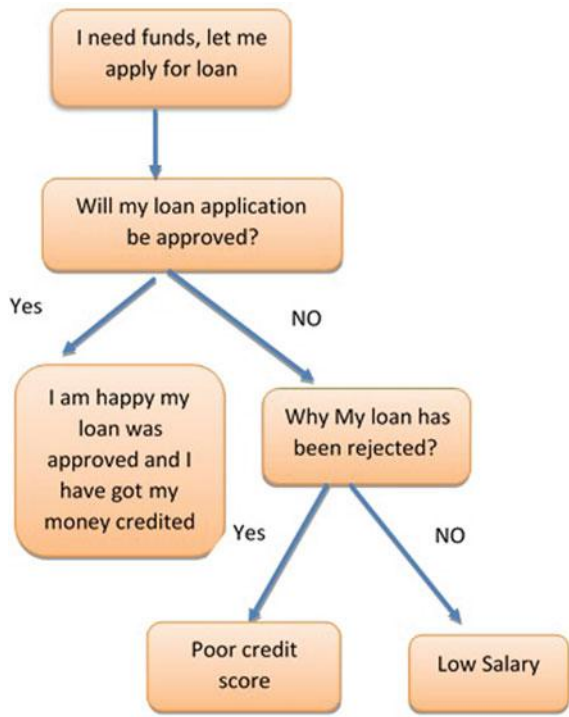 I need funds, let me
apply for loan
Will my loan application
be approved?
Yes
NO
I am happy my
loan was
approved and I
have got my
money credited
Why My loan has
been rejected?
Yes
NO
Poor credit
score
Low Salary